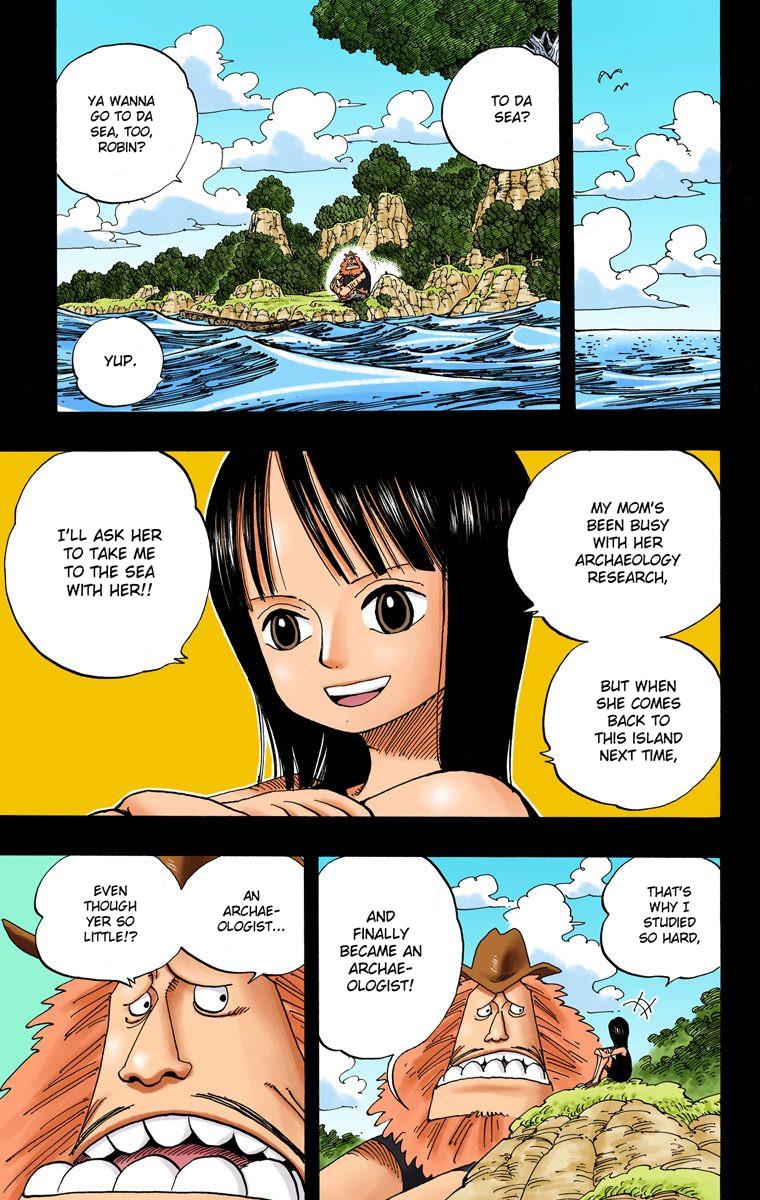 TO DA
SEA?
YA WANNA
GO TO DA
SEA, TOO,
ROBIN?
YUP.
MY MOM'S
BEEN BUSY
WITH HER
ARCHAEOLOGY
RESEARCH,
BUT WHEN
SHE COMES
BACK TO
THIS ISLAND
NEXT TIME,
I'LL ASK HER
TO TAKE ME
TO THE SEA
WITH HER!!
THAT'S
WHY I
STUDIED
SO HARD,
AND
FINALLY
BECAME AN
ARCHAE-
OLOGIST!
AN
ARCHAE-
OLOGIST...
EVEN
THOUGH
YER SO
LITTLE!?